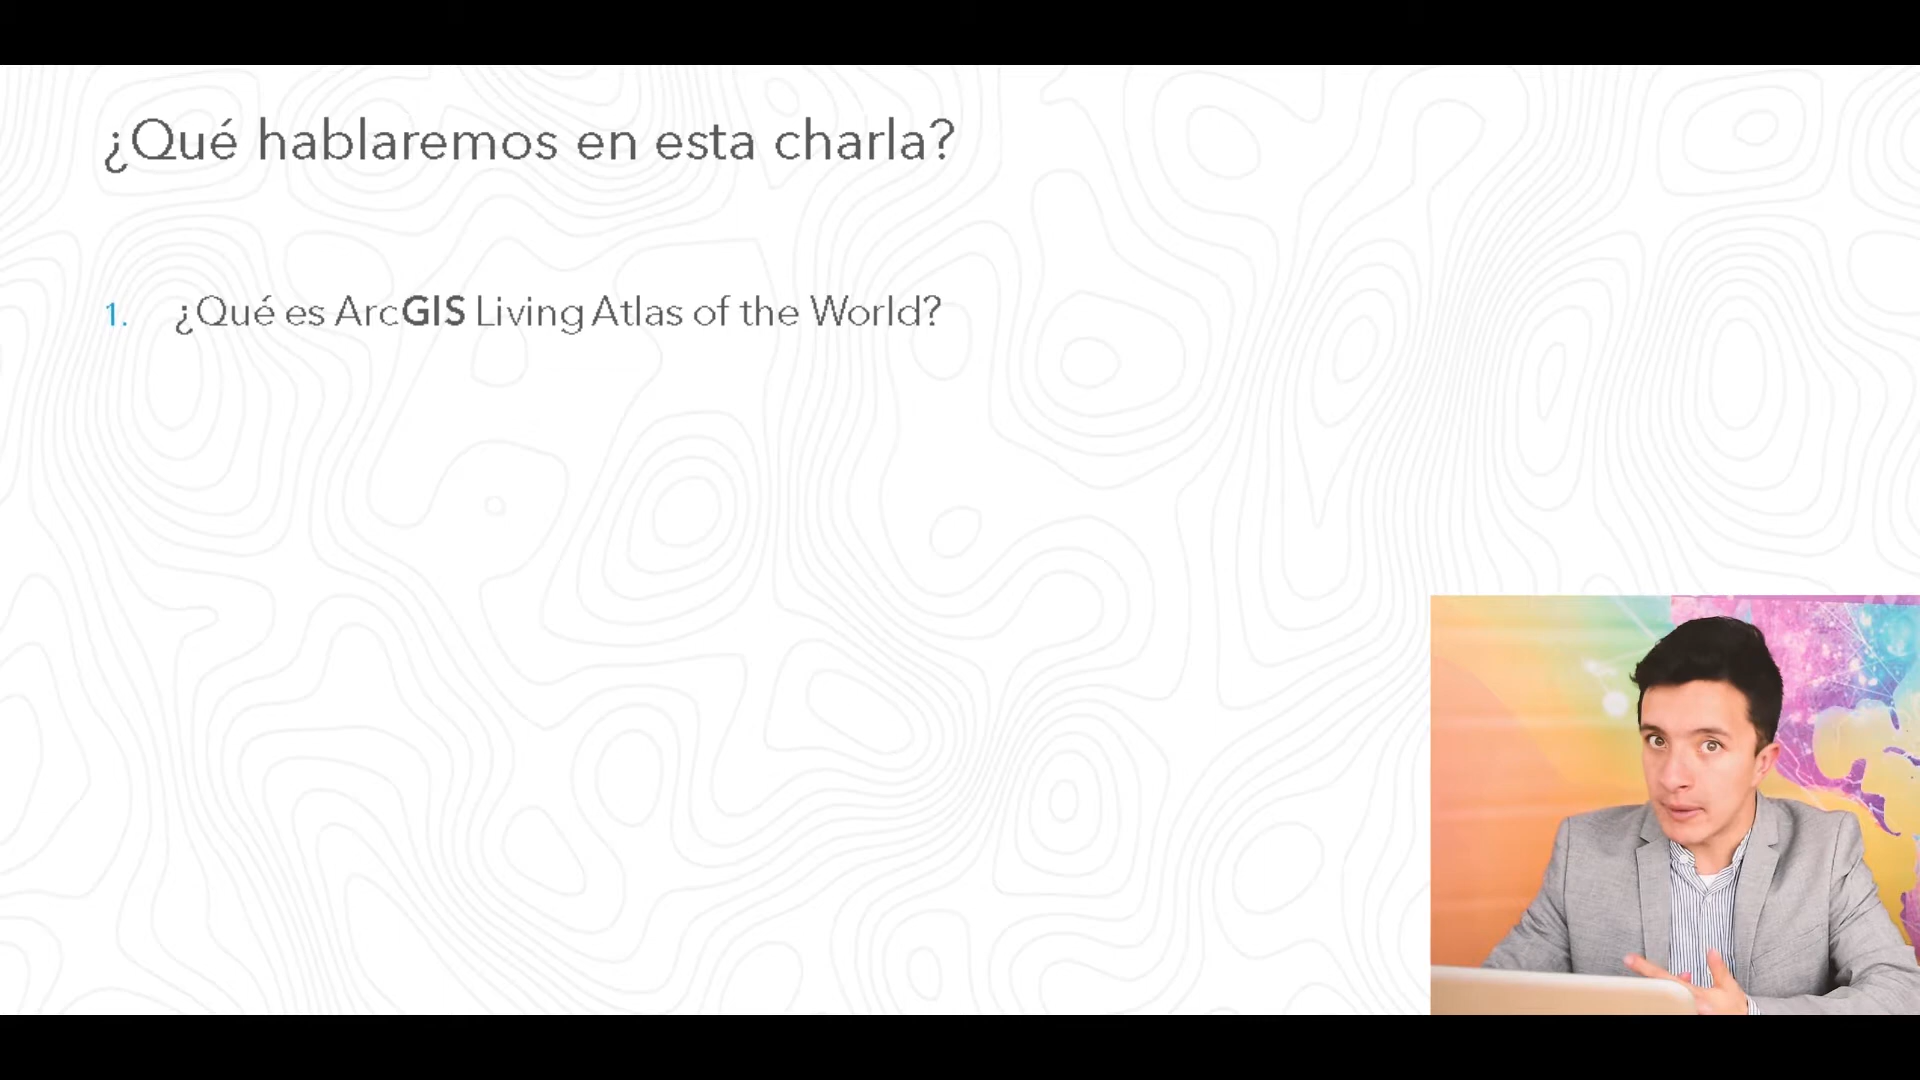 ¿Qué hablaremos en esta charla?
1. ¿Qué es ArcGIS Living Atlas of the World?